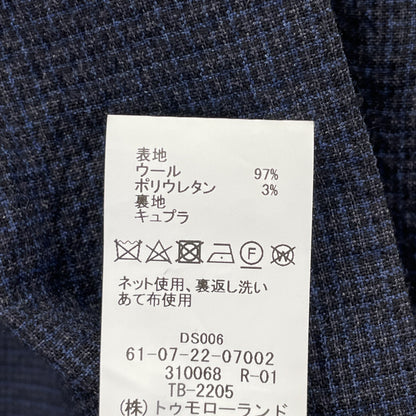 表地
ウール 97%
ポリウレタン 3%
裏地
キュプラ
ネット使用、裏返し洗い
あて布使用
DS006
61-07-22-07002
310068 R-01
TB-2205
(株)トゥモローランド